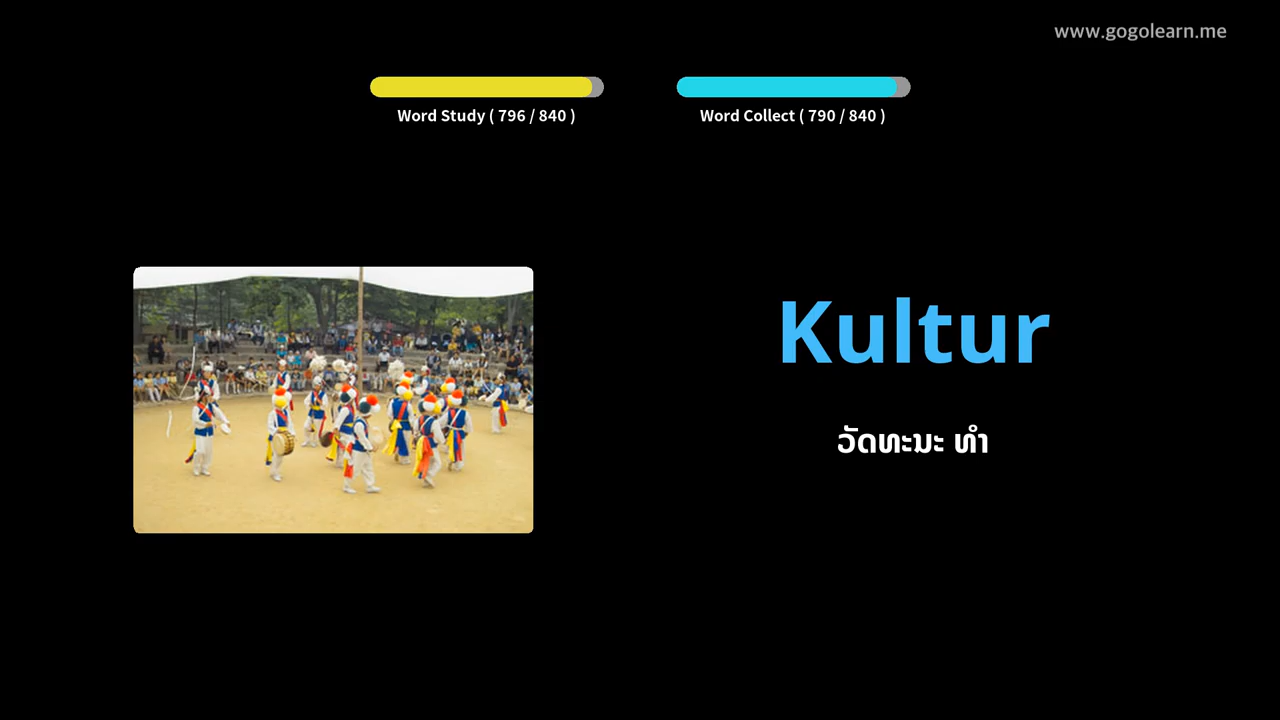 www.gogolearn.me
Word Study ( 796 / 840 )
Word Collect ( 790 / 840 )
Kultur
ວັດທະນະ ທຳ